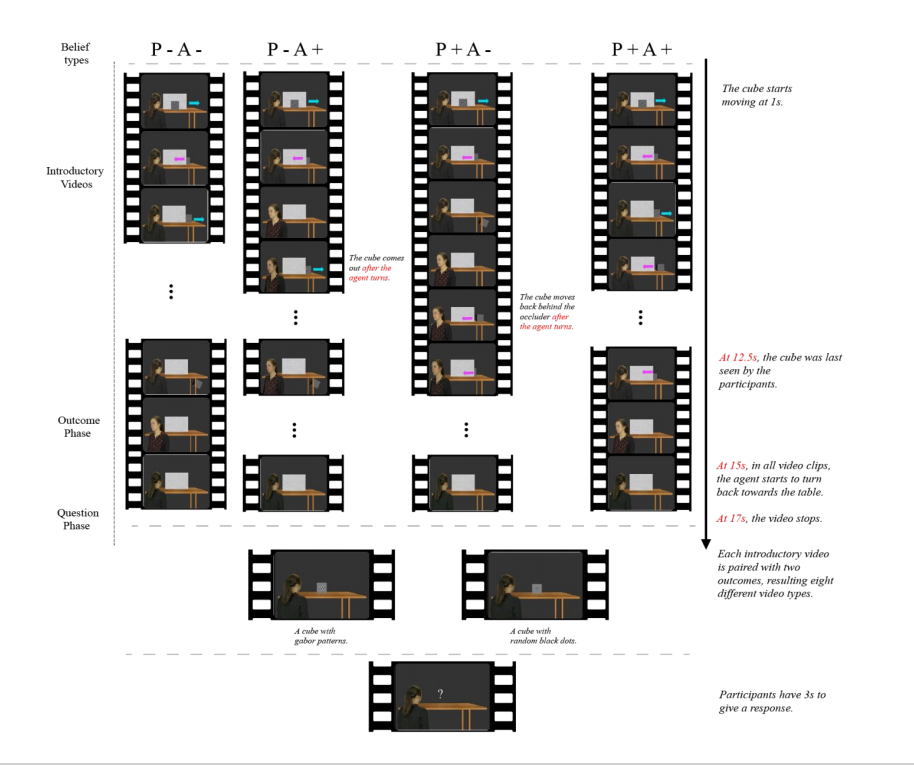 Belief
types
P - A -
P - A +
P + A -
P + A +
The cube starts
moving at 1s.
Introductory
Videos
The cube comes
out after the
agent turns.
The cube moves
back behind the
occluder after
the agent turns.
At 12.5s, the cube was last
seen by the
participants.
Outcome
Phase
At 15s, in all video clips,
the agent starts to turn
back towards the table.
Question
Phase
At 17s, the video stops.
Each introductory video
is paired with two
outcomes, resulting eight
different video types.
A cube with
gabor patterns.
A cube with
random black dots.
?
Participants have 3s to
give a response.